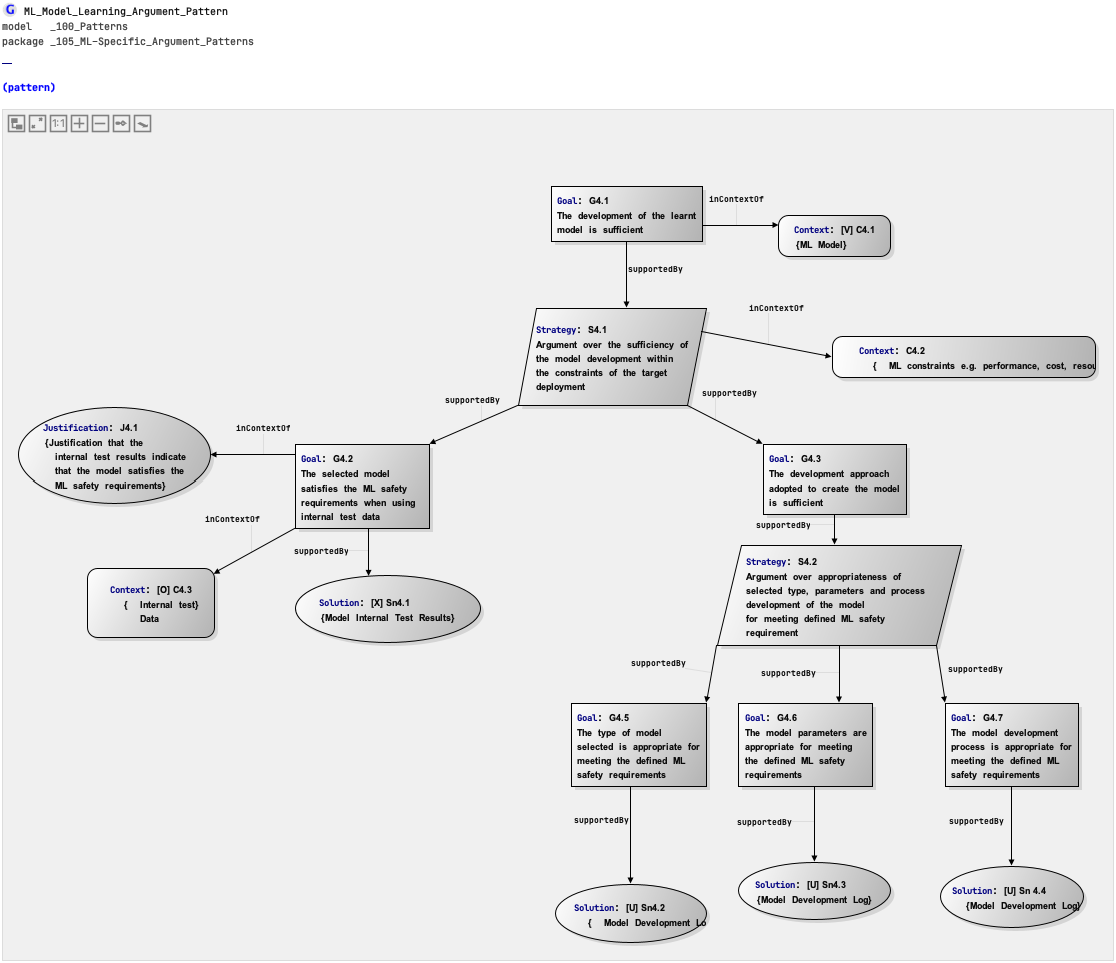 G ML_Model_Learning_Argument_Pattern
model _100_Patterns
package _105_ML-Specific_Argument_Patterns
(pattern)
1:1
Goal: G4.1
The development of the learnt
model is sufficient
inContextOf
Context: [V] C4.1
{ML Model}
supportedBy
Strategy: S4.1
Argument over the sufficiency of
the model development within
the constraints of the target
deployment
inContextOf
Context: C4.2
{ ML constraints e.g. performance, cost, resou
supportedBy
supportedBy
Justification: J4.1
{Justification that the
internal test results indicate
that the model satisfies the
ML safety requirements}
inContextOf
Goal: G4.2
The selected model
satisfies the ML safety
requirements when using
internal test data
Goal: G4.3
The development approach
adopted to create the model
is sufficient
inContextOf
supportedBy
supportedBy
Context: [O] C4.3
{ Internal test}
Data
Solution: [X] Sn4.1
{Model Internal Test Results}
Strategy: S4.2
Argument over appropriateness of
selected type, parameters and process
development of the model
for meeting defined ML safety
requirement
supportedBy
supportedBy
supportedBy
Goal: G4.5
The type of model
selected is appropriate for
meeting the defined ML
safety requirements
Goal: G4.6
The model parameters are
appropriate for meeting
the defined ML safety
requirements
Goal: G4.7
The model development
process is appropriate for
meeting the defined ML
safety requirements
supportedBy
supportedBy
supportedBy
Solution: [U] Sn4.2
{ Model Development Lo
Solution: [U] Sn4.3
{Model Development Log}
Solution: [U] Sn 4.4
{Model Development Log}